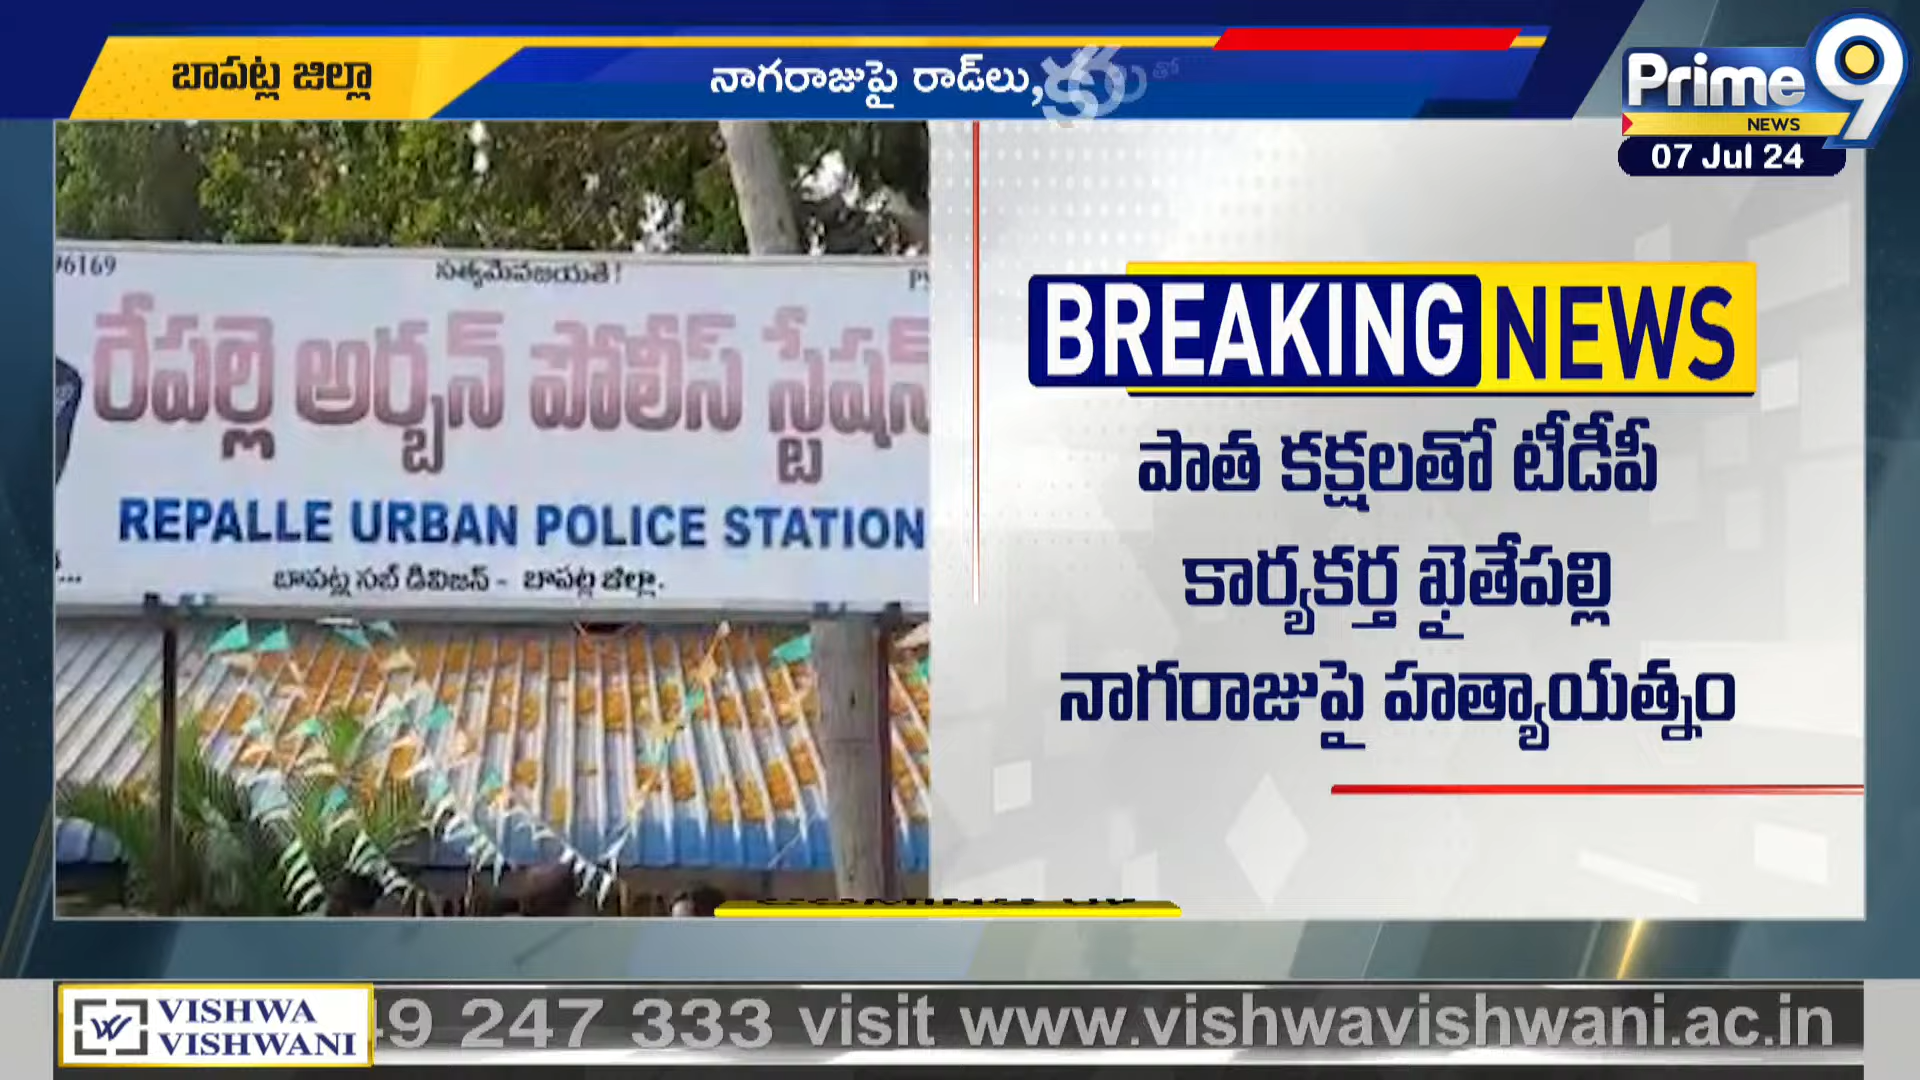 బాపట్ల జిల్లా
నాగరాజుపై రాడ్‌లు,
Prime9
NEWS
07 Jul 24
96169
సత్యమేవజయతే!
రేపల్లె అర్బన్ పోలీస్ స్టేషన్
REPALLE URBAN POLICE STATION
బాపట్ల సబ్ డివిజన్ - బాపట్ల జిల్లా.
BREAKING NEWS
పాత కక్షలతో టీడీపీ
కార్యకర్త ఖైతేపల్లి
నాగరాజుపై హత్యాయత్నం
VISHWA
VISHWANI
49 247 333 visit www.vishwavishwani.ac.in